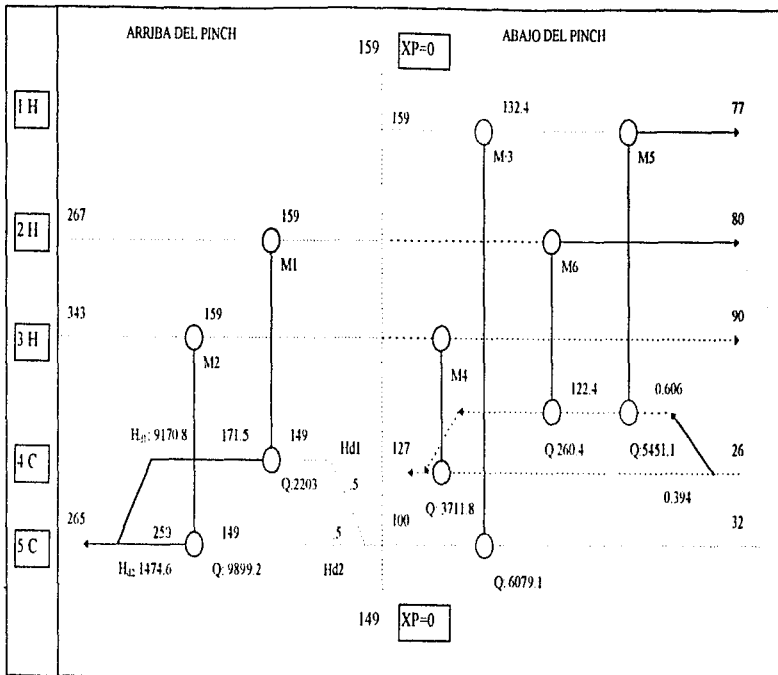 ARRIBA DEL PINCH
159 XP=0
ABAJO DEL PINCH
1 H
159
132.4
77
M-3
M5
2 H
267
159
80
M1
M6
3 H
343
159
90
M2
M4
122.4
0.606
H_d1: 9170.8
171.5
149
Hd1
127
26
4 C
Q:2203
.5
Q: 3711.8
Q:260.4
Q:5451.1
0.394
265
250
149
.5
100
32
5 C
H_d2: 1474.6
Q: 9899.2
Hd2
Q: 6079.1
149 XP=0